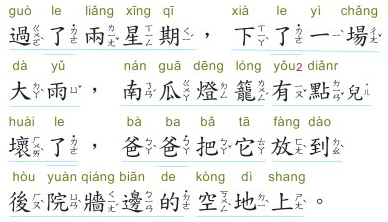 guò le liǎng xīng qī xià le yì chǎng
過了兩星期，下了一場
dà yǔ nán guā dēng lóng yǒu2 diǎnr
大雨，南瓜燈籠有點兒
huài le bà ba bǎ tā fàng dào
壞了，爸爸把它放到
hòu yuàn qiáng biān de kòng dì shang
後院牆邊的空地上。